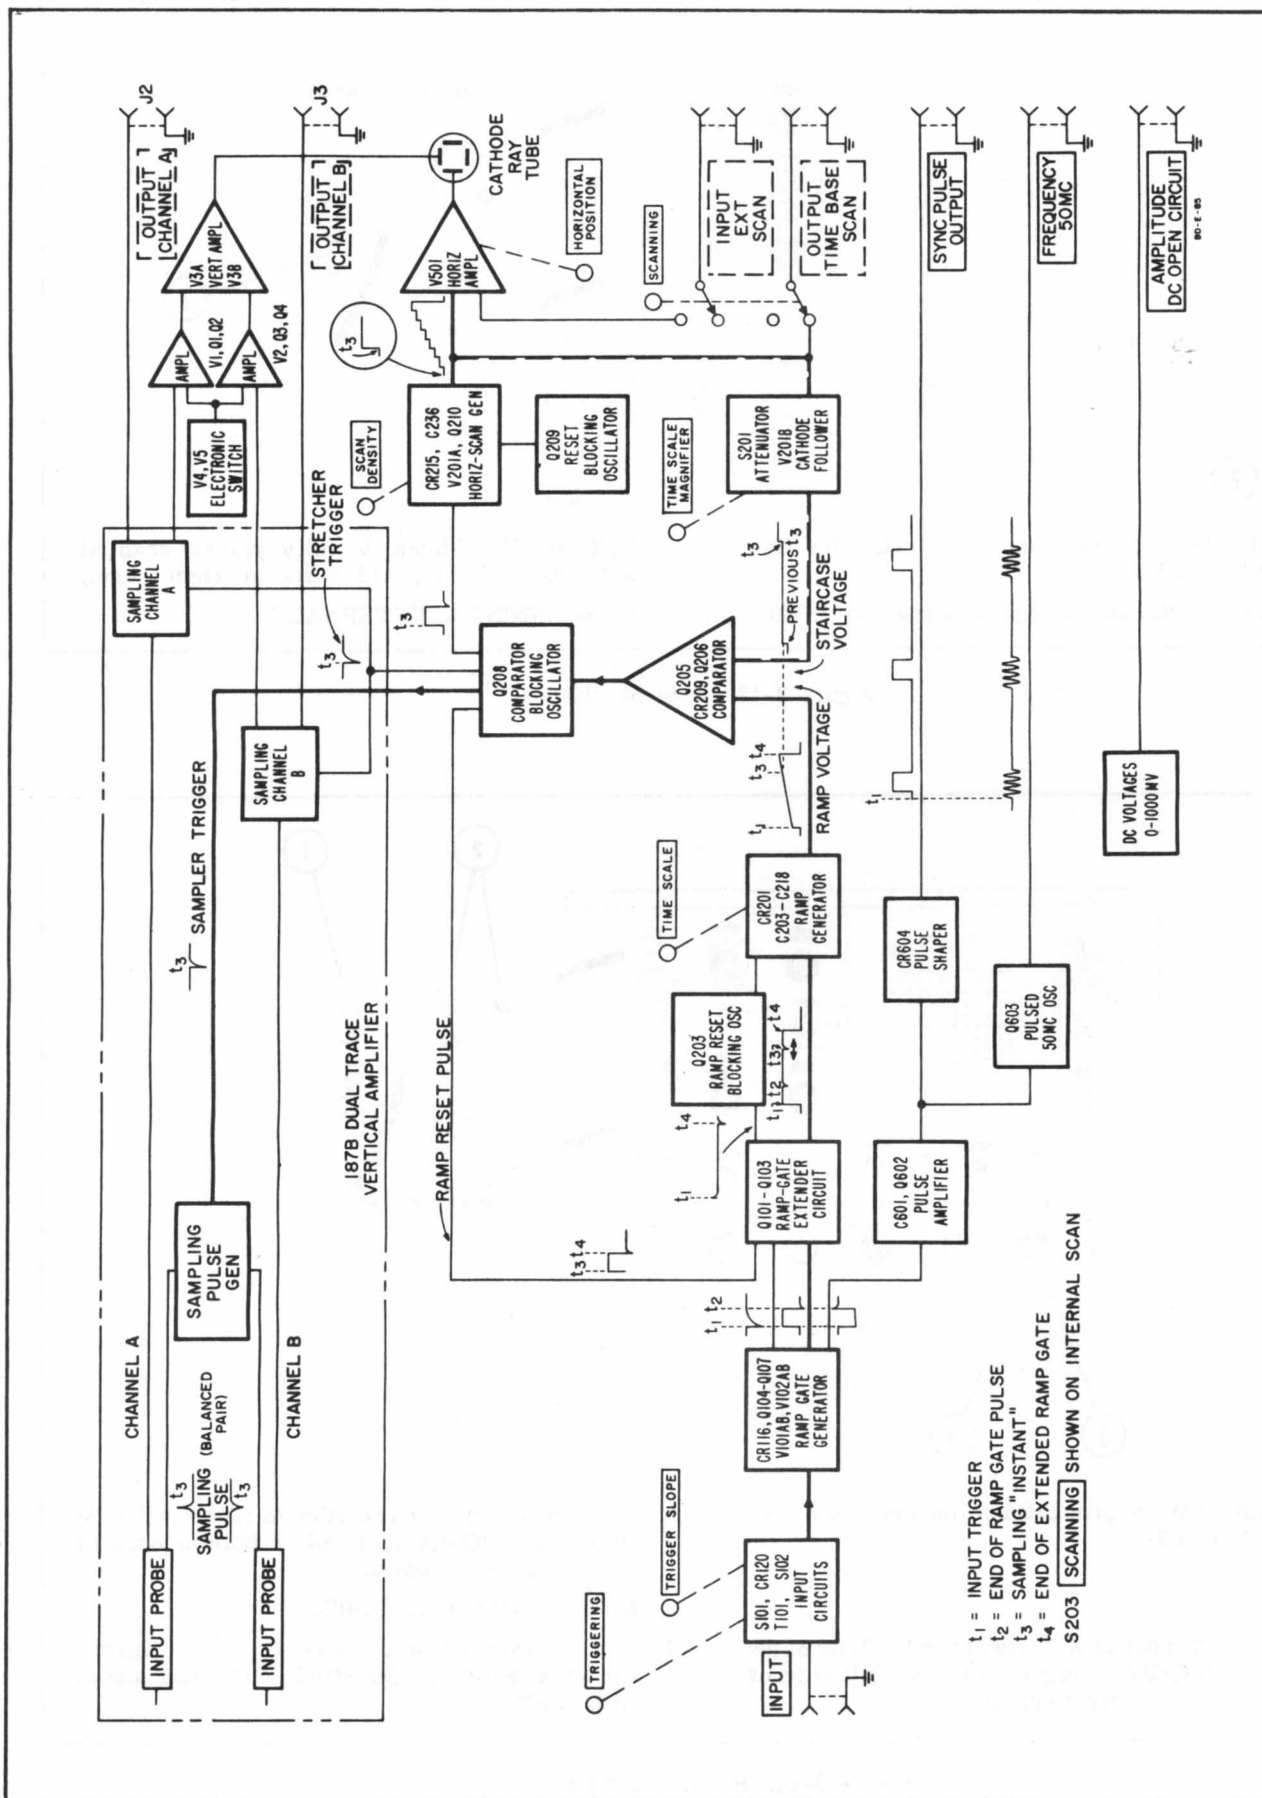 J2
OUTPUT
CHANNEL A
V3A
VERT AMPL
V3B
AMPL
V1, Q1, Q2
AMPL
V2, Q3, Q4
V4, V5
ELECTRONIC
SWITCH
J3
OUTPUT
CHANNEL B
CATHODE
RAY
TUBE
SAMPLING
CHANNEL
A
SAMPLING
CHANNEL
B
STRETCHER
TRIGGER
t3
t3
SAMPLER TRIGGER
187B DUAL TRACE
VERTICAL AMPLIFIER
SAMPLING
PULSE
GEN
CHANNEL A
CHANNEL B
t3
SAMPLING (BALANCED
PULSE PAIR)
t3
INPUT PROBE
INPUT PROBE
SCAN
DENSITY
t3
CR215, C236
V201A, Q210
HORIZ-SCAN GEN
Q209
RESET
BLOCKING
OSCILLATOR
V501
HORIZ
AMPL
HORIZONTAL
POSITION
SCANNING
INPUT
EXT
SCAN
OUTPUT
TIME BASE
SCAN
TIME SCALE
MAGNIFIER
S201
ATTENUATOR
V201B
CATHODE
FOLLOWER
t3
Q208
COMPARATOR
BLOCKING
OSCILLATOR
Q205
CR209, Q206
COMPARATOR
t3
PREVIOUS t3
STAIRCASE
VOLTAGE
RAMP VOLTAGE
t1
t3 t4
RAMP RESET PULSE
t3 t4
TIME SCALE
CR201
C203-C218
RAMP
GENERATOR
Q203
RAMP RESET
BLOCKING OSC
t1 t2 t3 t4
t1
t4
Q101-Q103
RAMP-GATE
EXTENDER
CIRCUIT
t1 t2
CR116, Q104-Q107
V101AB, V102AB
RAMP GATE
GENERATOR
TRIGGERING
TRIGGER SLOPE
S101, CR120
T101, S102
INPUT
CIRCUITS
INPUT
C601, Q602
PULSE
AMPLIFIER
CR604
PULSE
SHAPER
Q603
PULSED
50MC OSC
t1
SYNC PULSE
OUTPUT
FREQUENCY
50MC
DC VOLTAGES
0-1000MV
AMPLITUDE
DC OPEN CIRCUIT
BD-E-85
t1 = INPUT TRIGGER
t2 = END OF RAMP GATE PULSE
t3 = SAMPLING "INSTANT"
t4 = END OF EXTENDED RAMP GATE
S203 SCANNING SHOWN ON INTERNAL SCAN